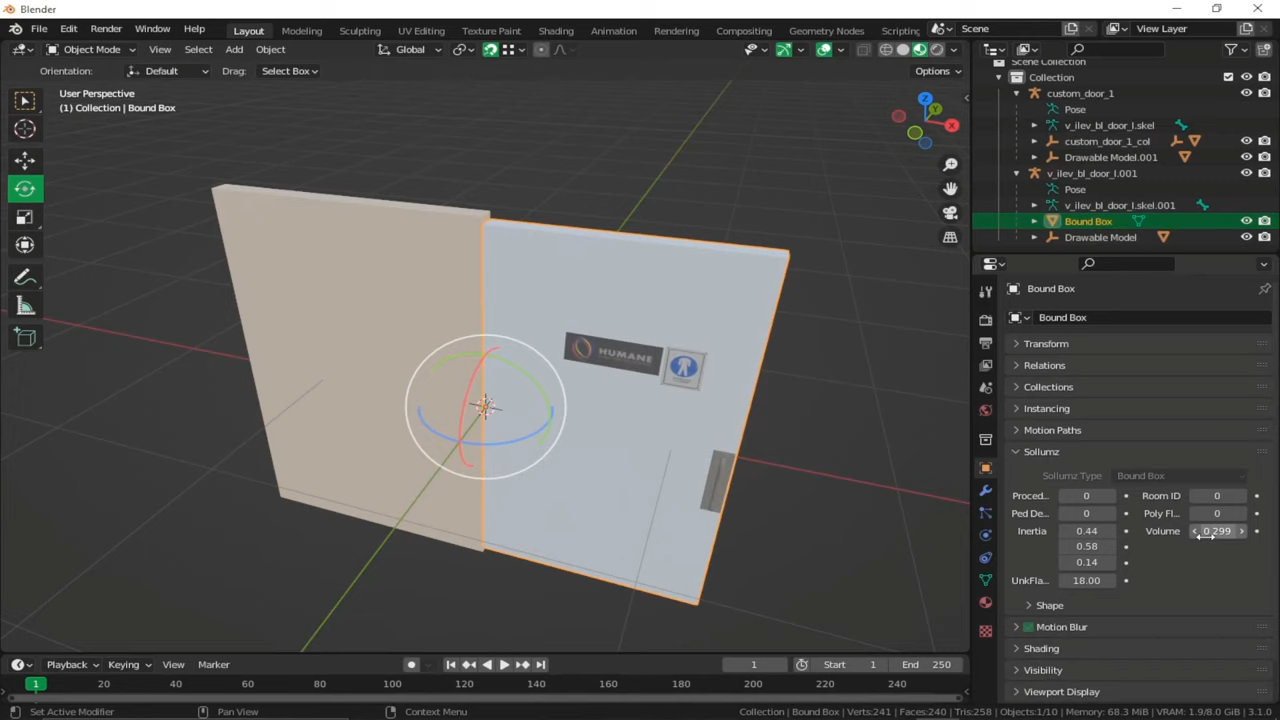 Blender
File Edit Render Window Help
Layout Modeling Sculpting UV Editing Texture Paint Shading Animation Rendering Compositing Geometry Nodes Scripting
Scene View Layer
Object Mode View Select Add Object Global
Options
Orientation: Default Drag: Select Box
User Perspective
(1) Collection | Bound Box
Z
Y
X
Scene Collection
Collection
custom_door_1
Pose
v_ilev_bl_door_l.skel
custom_door_1_col
Drawable Model.001
v_ilev_bl_door_l.001
Pose
v_ilev_bl_door_l.skel.001
Bound Box
Drawable Model
HUMANE
Bound Box
Bound Box
Transform
Relations
Collections
Instancing
Motion Paths
Sollumz
Sollumz Type Bound Box
Proced... 0 Room ID 0
Ped De... 0 Poly Fl... 0
Inertia 0.44 Volume 0.299
0.58
0.14
UnkFla... 18.00
Shape
Motion Blur
Shading
Visibility
Viewport Display
Playback Keying View Marker 1 Start 1 End 250
1 20 40 60 80 100 120 140 160 180 200 220 240
Set Active Modifier Pan View Context Menu Collection | Bound Box | Verts:241 | Faces:240 | Tris:258 | Objects:1/10 | Memory: 68.3 MiB | VRAM: 1.9/8.0 GiB | 3.1.0